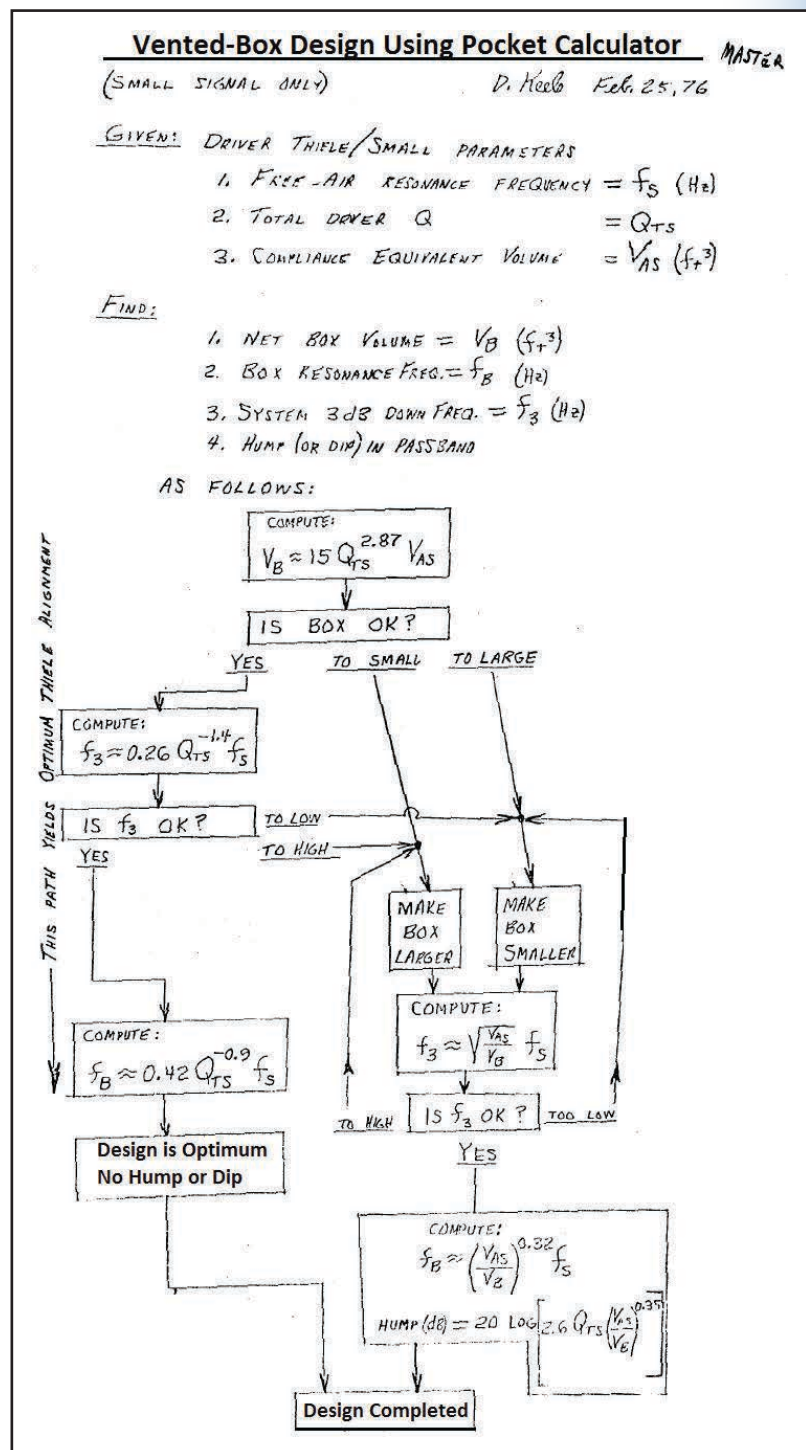 Vented-Box Design Using Pocket Calculator MASTER
(SMALL SIGNAL ONLY) D. Keele Feb. 25, 76
GIVEN: DRIVER THIELE/SMALL PARAMETERS
1. FREE-AIR RESONANCE FREQUENCY = fS (Hz)
2. TOTAL DRIVER Q = QTS
3. COMPLIANCE EQUIVALENT VOLUME = VAS (ft³)
FIND:
1. NET BOX VOLUME = VB (ft³)
2. BOX RESONANCE FREQ. = fB (Hz)
3. SYSTEM 3dB DOWN FREQ. = f3 (Hz)
4. HUMP (OR DIP) IN PASSBAND
AS FOLLOWS:
COMPUTE:
VB ≈ 15 QTS^2.87 VAS
IS BOX OK?
YES TO SMALL TO LARGE
THIS PATH YIELDS OPTIMUM THIELE ALIGNMENT
COMPUTE:
f3 ≈ 0.26 QTS^-1.4 fS
IS f3 OK?
TO LOW
TO HIGH
YES
MAKE
BOX
LARGER
MAKE
BOX
SMALLER
COMPUTE:
f3 ≈ √(VAS/VB) fS
COMPUTE:
fB ≈ 0.42 QTS^-0.9 fS
TO HIGH IS f3 OK? TOO LOW
YES
Design is Optimum
No Hump or Dip
COMPUTE:
fB ≈ (VAS/VB)^0.32 fS
HUMP (dB) = 20 LOG [2.6 QTS (VAS/VB)^0.35]
Design Completed